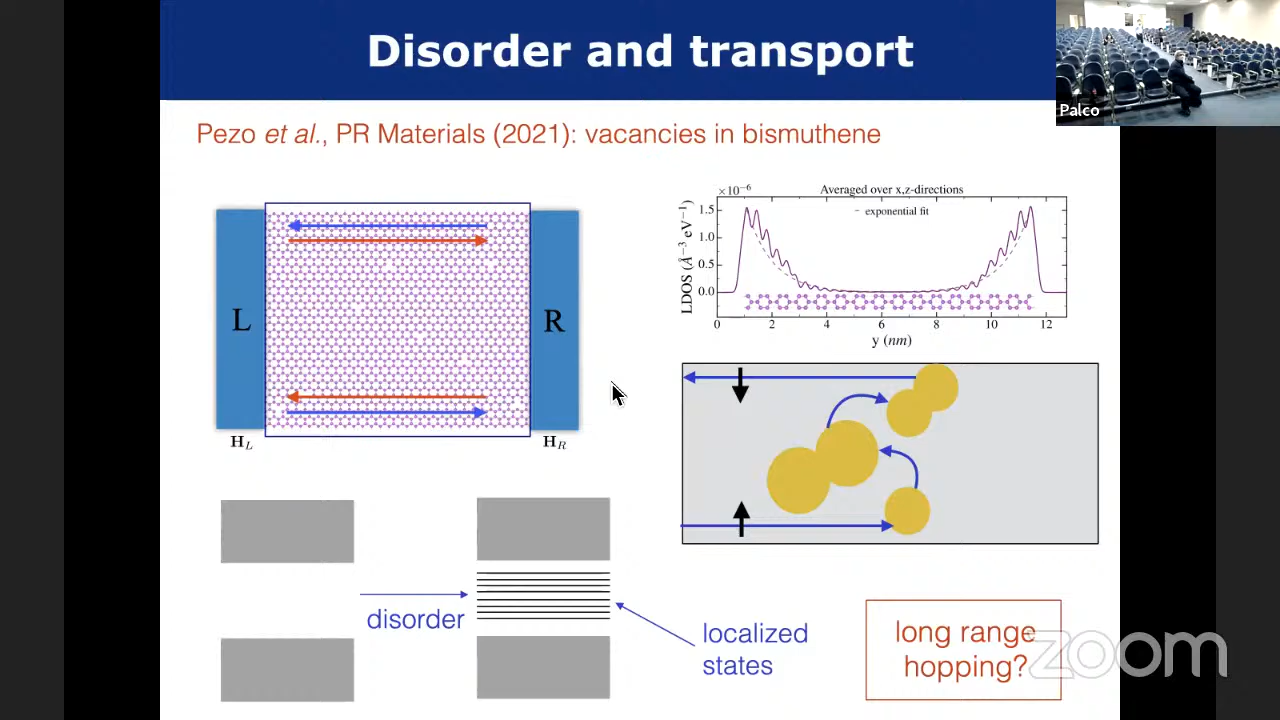 Disorder and transport
Palco
Pezo et al., PR Materials (2021): vacancies in bismuthene
L
R
H_L
H_R
×10⁻⁶
Averaged over x,z-directions
exponential fit
LDOS (Å⁻³ eV⁻¹)
1.5
1.0
0.5
0.0
0 2 4 6 8 10 12
y (nm)
disorder
localized
states
long range
hopping?
zoom